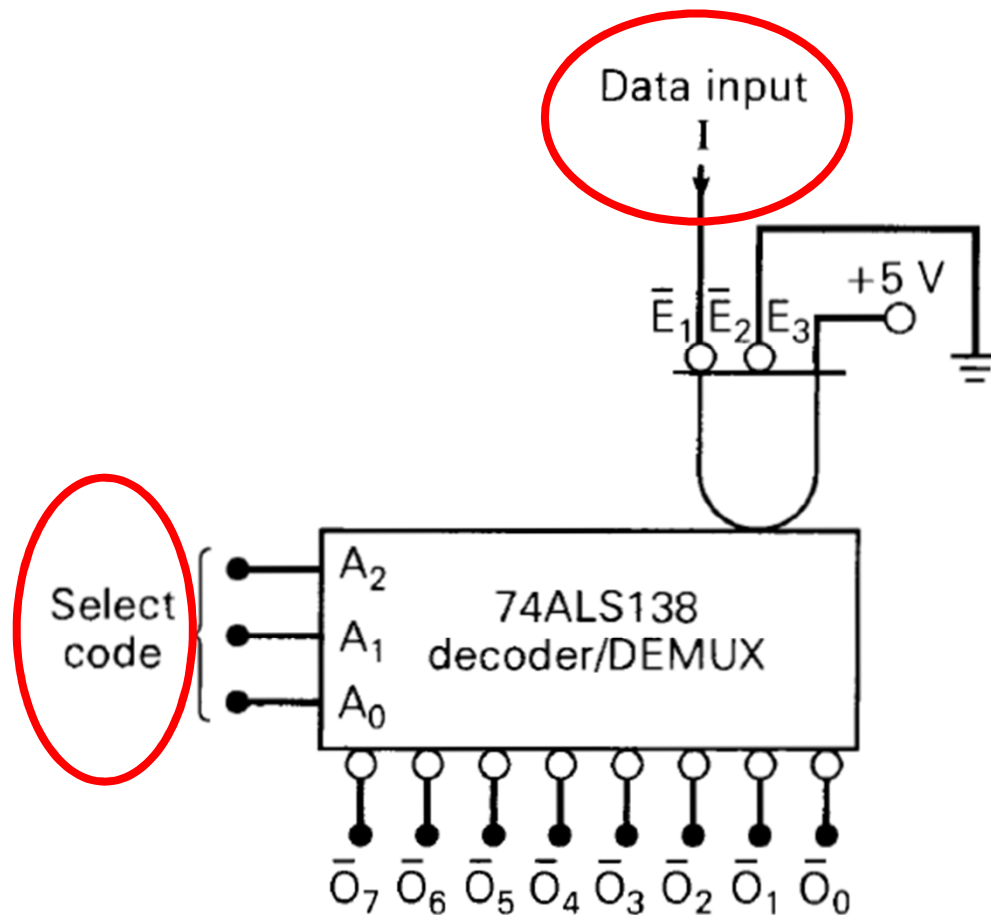 Data input
I
+5 V
E̅₁ E̅₂ E₃
A₂
Select
code
A₁
A₀
74ALS138
decoder/DEMUX
O̅₇ O̅₆ O̅₅ O̅₄ O̅₃ O̅₂ O̅₁ O̅₀